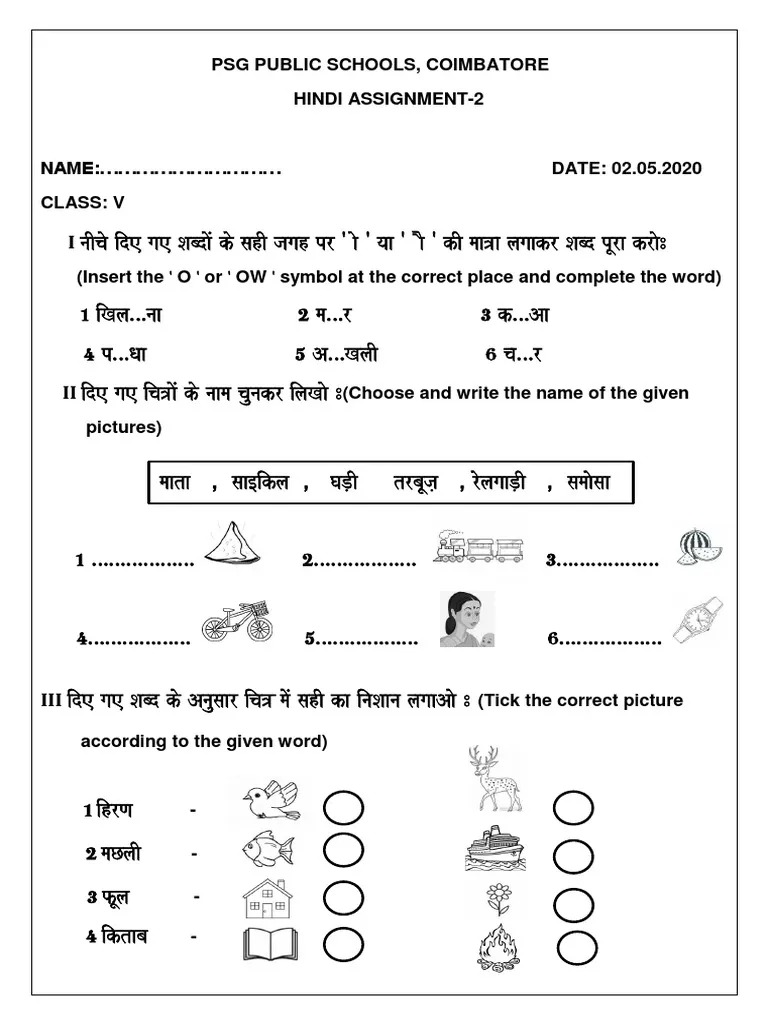 PSG PUBLIC SCHOOLS, COIMBATORE
HINDI ASSIGNMENT-2
NAME:………………………… DATE: 02.05.2020
CLASS: V
I नीचे दिए गए शब्दों के सही जगह पर ' ो ' या ' ौ ' की मात्रा लगाकर शब्द पूरा करोः
(Insert the ' O ' or ' OW ' symbol at the correct place and complete the word)
1 खिल...ना 2 म...र 3 क...आ
4 प...धा 5 अ...खली 6 च...र
II दिए गए चित्रों के नाम चुनकर लिखो ः(Choose and write the name of the given
pictures)
माता , साइकिल , घड़ी तरबूज़ , रेलगाड़ी , समोसा
1 .................. 2.................. 3..................
4.................. 5.................. 6..................
III दिए गए शब्द के अनुसार चित्र में सही का निशान लगाओ ः (Tick the correct picture
according to the given word)
1 हिरण -
2 मछली -
3 फूल -
4 किताब -